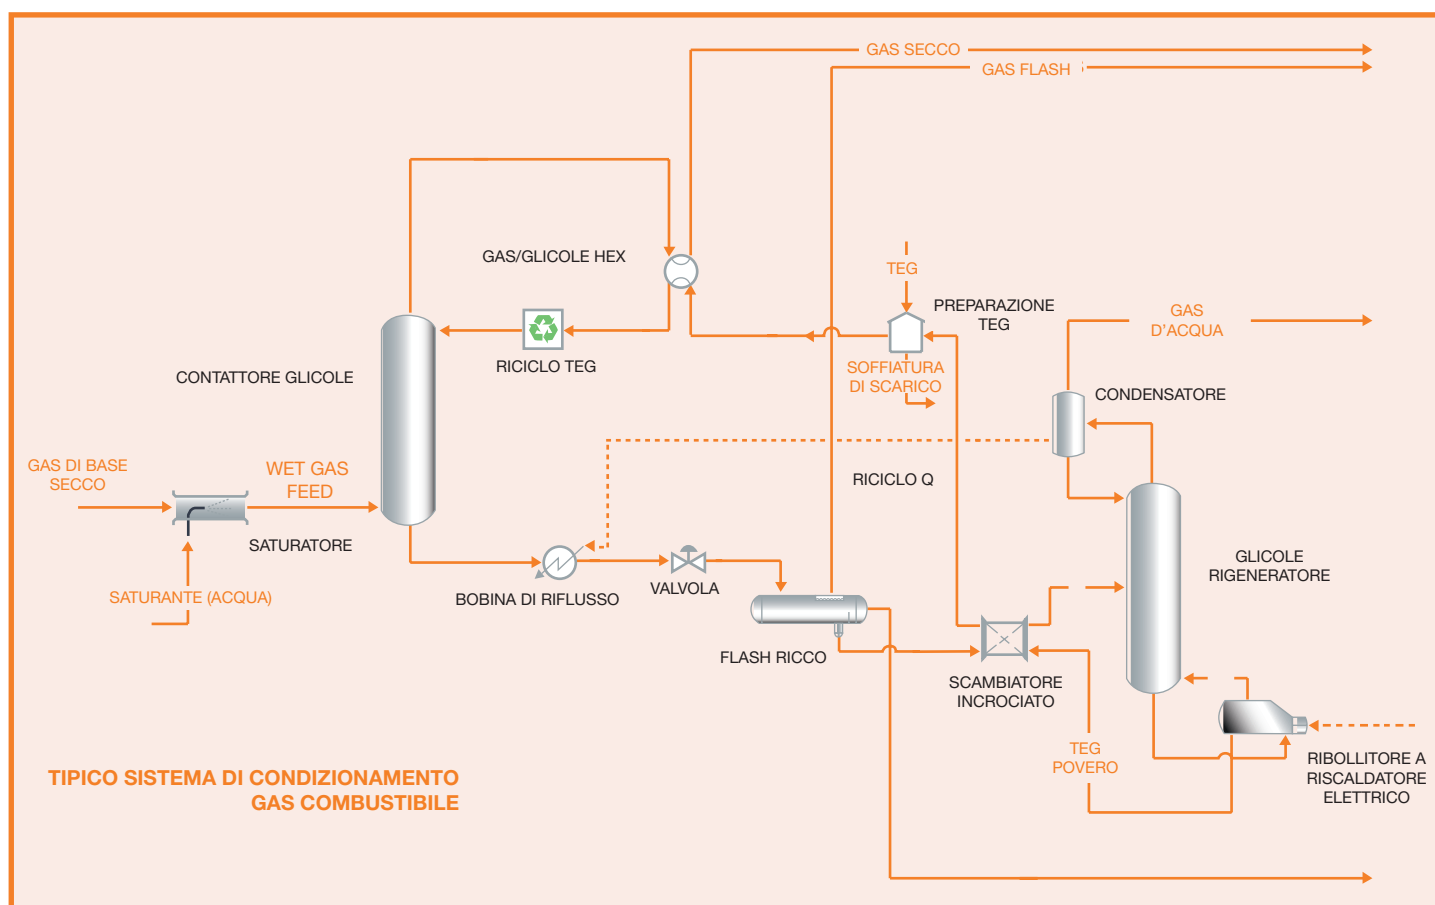 GAS SECCO
GAS FLASH
GAS/GLICOLE HEX
TEG
PREPARAZIONE
TEG
GAS
D’ACQUA
RICICLO TEG
SOFFIATURA
DI SCARICO
CONTATTORE GLICOLE
CONDENSATORE
GAS DI BASE
SECCO
WET GAS
FEED
RICICLO Q
SATURATORE
GLICOLE
RIGENERATORE
SATURANTE (ACQUA)
BOBINA DI RIFLUSSO
VALVOLA
FLASH RICCO
SCAMBIATORE
INCROCIATO
TEG
POVERO
RIBOLLITORE A
RISCALDATORE
ELETTRICO
TIPICO SISTEMA DI CONDIZIONAMENTO
GAS COMBUSTIBILE